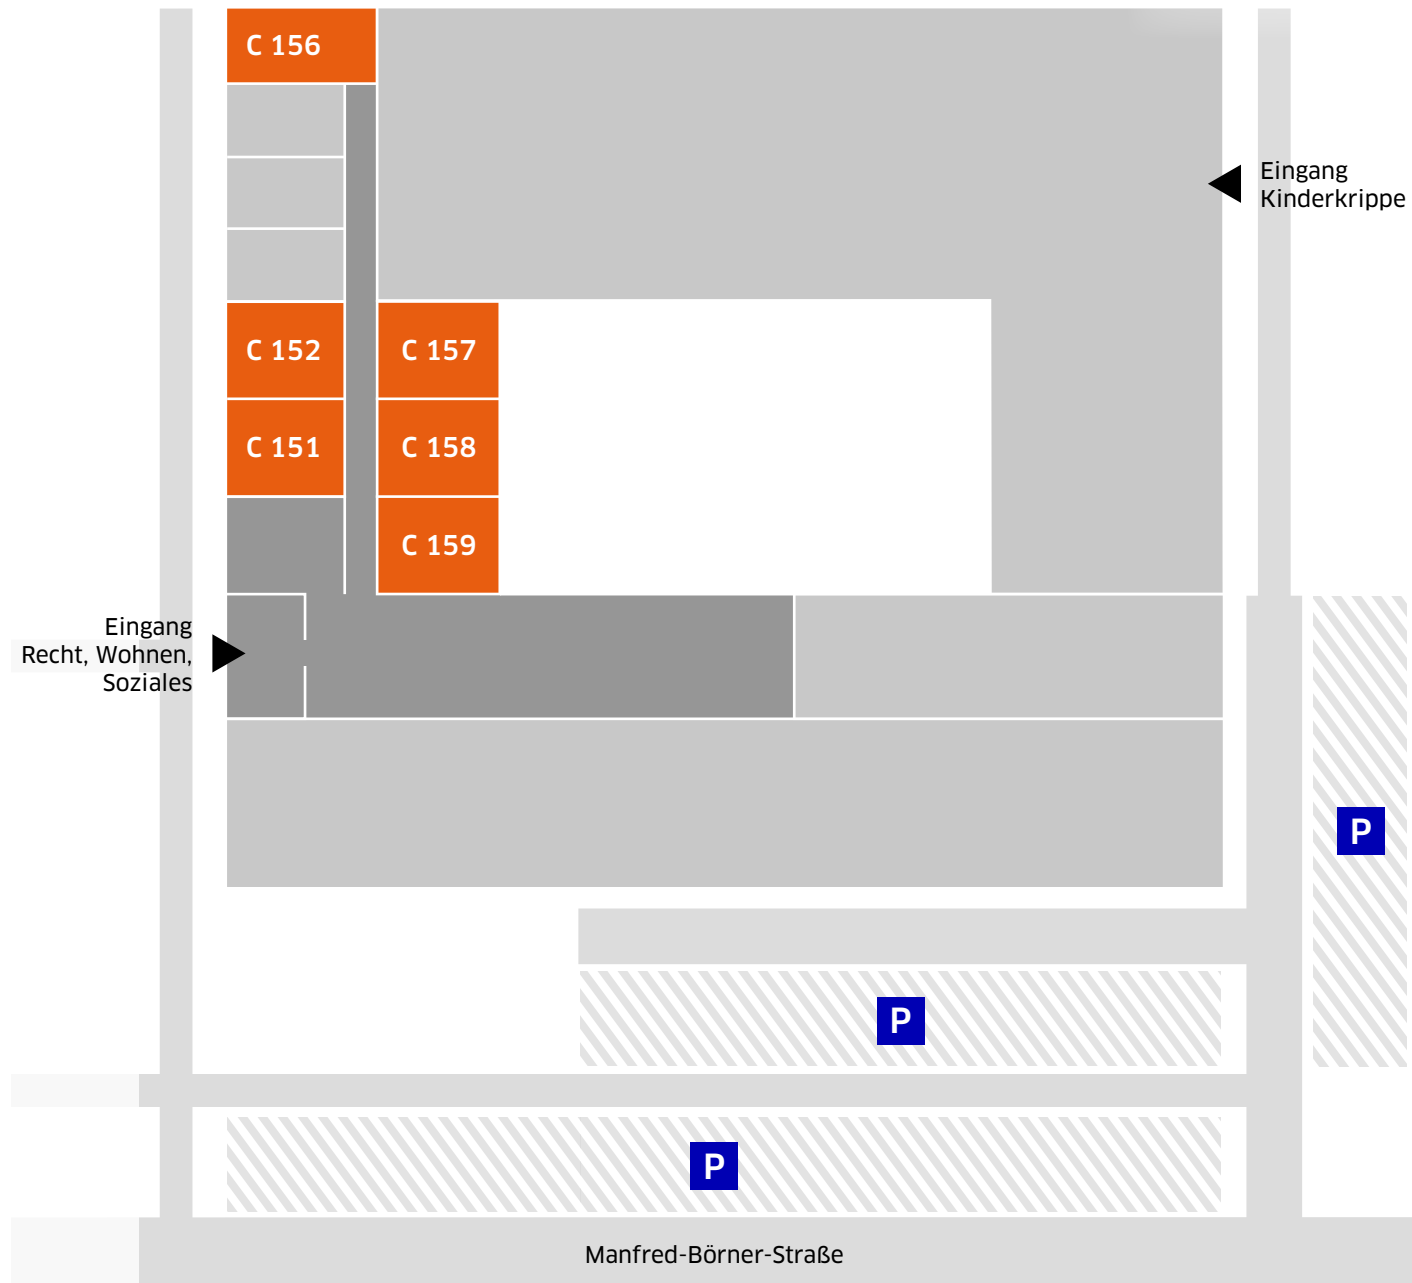 C 156
Eingang
Kinderkrippe
C 152
C 157
C 151
C 158
C 159
Eingang
Recht, Wohnen,
Soziales
P
P
P
Manfred-Börner-Straße